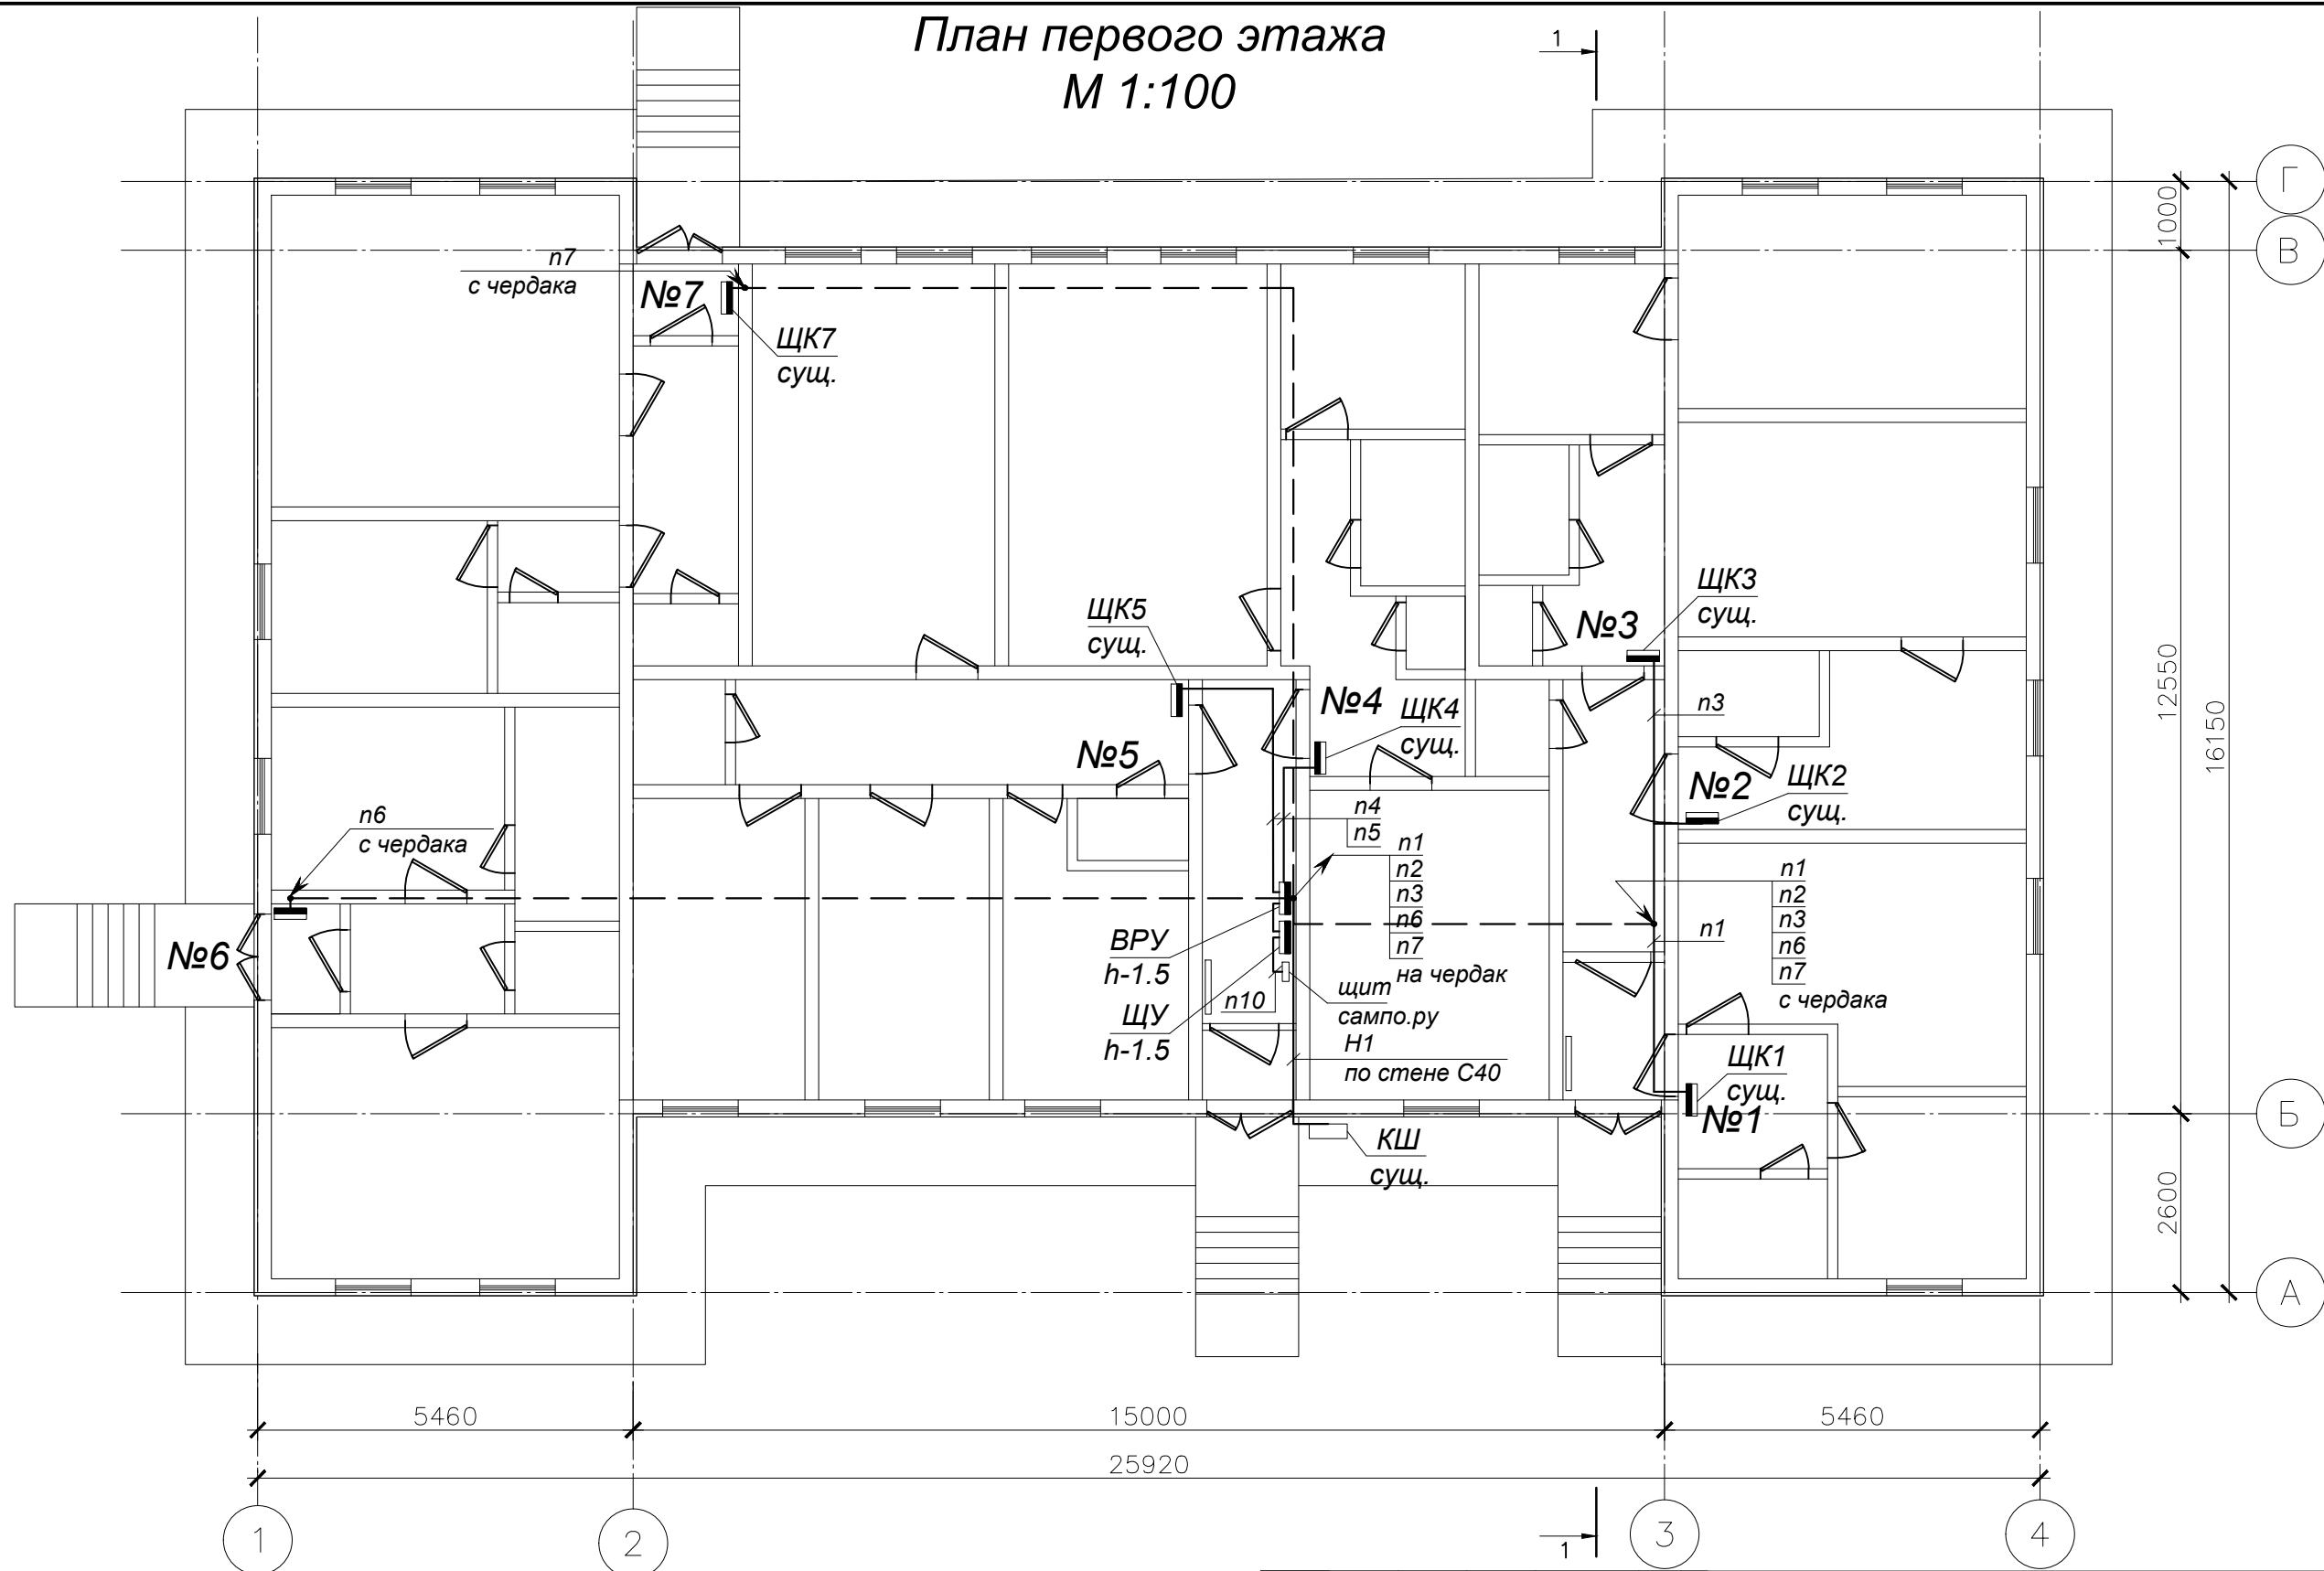 План первого этажа
М 1:100
1
Г
В
1000
п7
с чердака
№7
ЩК7
сущ.
ЩК5
сущ.
ЩК3
сущ.
№3
12550
16150
№4
ЩК4
сущ.
п3
№5
№2
ЩК2
сущ.
п6
с чердака
п4
п5
п1
п2
п3
п6
п7
на чердак
п1
п2
п3
п6
п7
с чердака
п1
№6
ВРУ
h-1.5
щит
сампо.ру
п10
ЩУ
h-1.5
Н1
по стене С40
ЩК1
сущ.
№1
Б
КШ
сущ.
2600
А
5460
15000
5460
25920
1
2
1
3
4